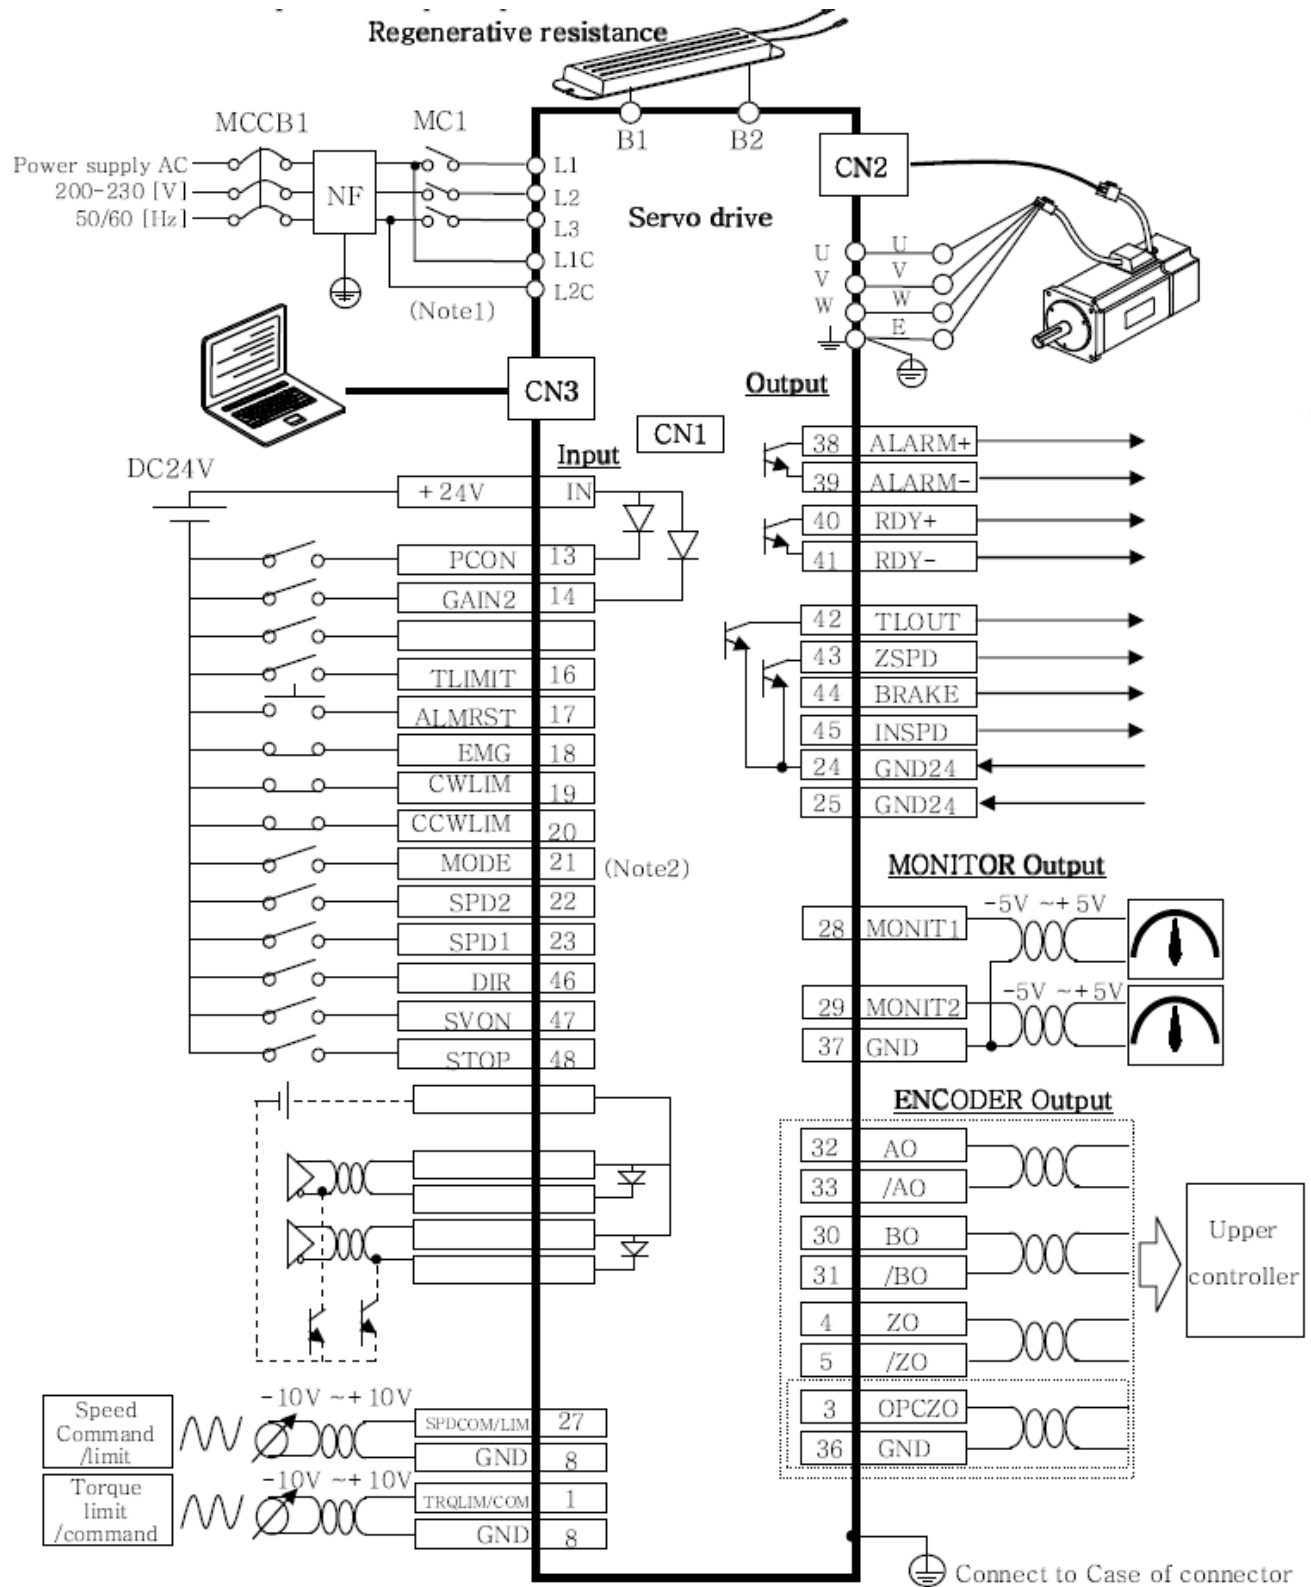 Regenerative resistance
MCCB1
MC1
B1
B2
Power supply AC
200-230 [V]
50/60 [Hz]
NF
L1
L2
L3
L1C
L2C
(Note1)
Servo drive
CN2
U
V
W
U
V
W
E
CN3
CN1
Output
38 ALARM+
39 ALARM-
40 RDY+
41 RDY-
42 TLOUT
43 ZSPD
44 BRAKE
45 INSPD
24 GND24
25 GND24
DC24V
Input
+24V IN
PCON 13
GAIN2 14
TLIMIT 16
ALMRST 17
EMG 18
CWLIM 19
CCWLIM 20
MODE 21 (Note2)
SPD2 22
SPD1 23
DIR 46
SVON 47
STOP 48
MONITOR Output
-5V ~+ 5V
28 MONIT1
-5V ~+5V
29 MONIT2
37 GND
ENCODER Output
32 AO
33 /AO
30 BO
31 /BO
4 ZO
5 /ZO
3 OPCZO
36 GND
Upper
controller
Speed
Command
/limit
-10V ~+ 10V
SPDCOM/LIM 27
GND 8
Torque
limit
/command
-10V ~+ 10V
TRQLIM/COM 1
GND 8
Connect to Case of connector